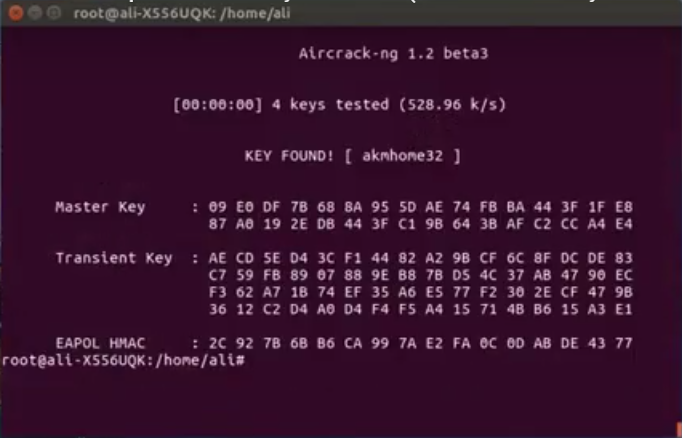 root@ali-X556UQK: /home/ali
Aircrack-ng 1.2 beta3
[00:00:00] 4 keys tested (528.96 k/s)
KEY FOUND! [ akmhome32 ]
Master Key : 09 E0 DF 7B 68 8A 95 5D AE 74 FB BA 44 3F 1F E8
87 A0 19 2E DB 44 3F C1 9B 64 3B AF C2 CC A4 E4
Transient Key : AE CD 5E D4 3C F1 44 82 A2 9B CF 6C 8F DC DE 83
C7 59 FB 89 07 88 9E B8 7B D5 4C 37 AB 47 90 EC
F3 62 A7 1B 74 EF 35 A6 E5 77 F2 30 2E CF 47 9B
36 12 C2 D4 A0 D4 F4 F5 A4 15 71 4B B6 15 A3 E1
EAPOL HMAC : 2C 92 7B 6B B6 CA 99 7A E2 FA 0C 0D AB DE 43 77
root@ali-X556UQK:/home/ali#